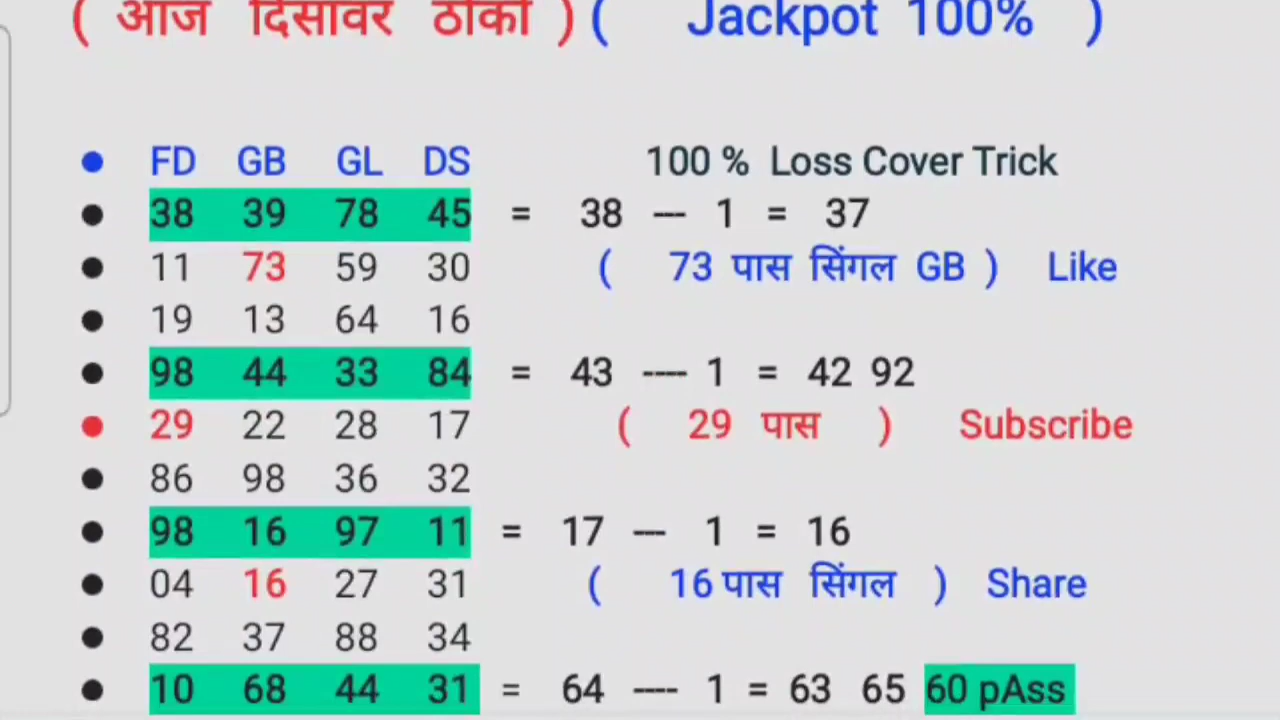 ( आज दिसावर ठोको ) ( Jackpot 100% )
FD GB GL DS 100 % Loss Cover Trick
38 39 78 45 = 38 --- 1 = 37
11 73 59 30 ( 73 पास सिंगल GB ) Like
19 13 64 16
98 44 33 84 = 43 ---- 1 = 42 92
29 22 28 17 ( 29 पास ) Subscribe
86 98 36 32
98 16 97 11 = 17 --- 1 = 16
04 16 27 31 ( 16 पास सिंगल ) Share
82 37 88 34
10 68 44 31 = 64 ---- 1 = 63 65 60 pAss